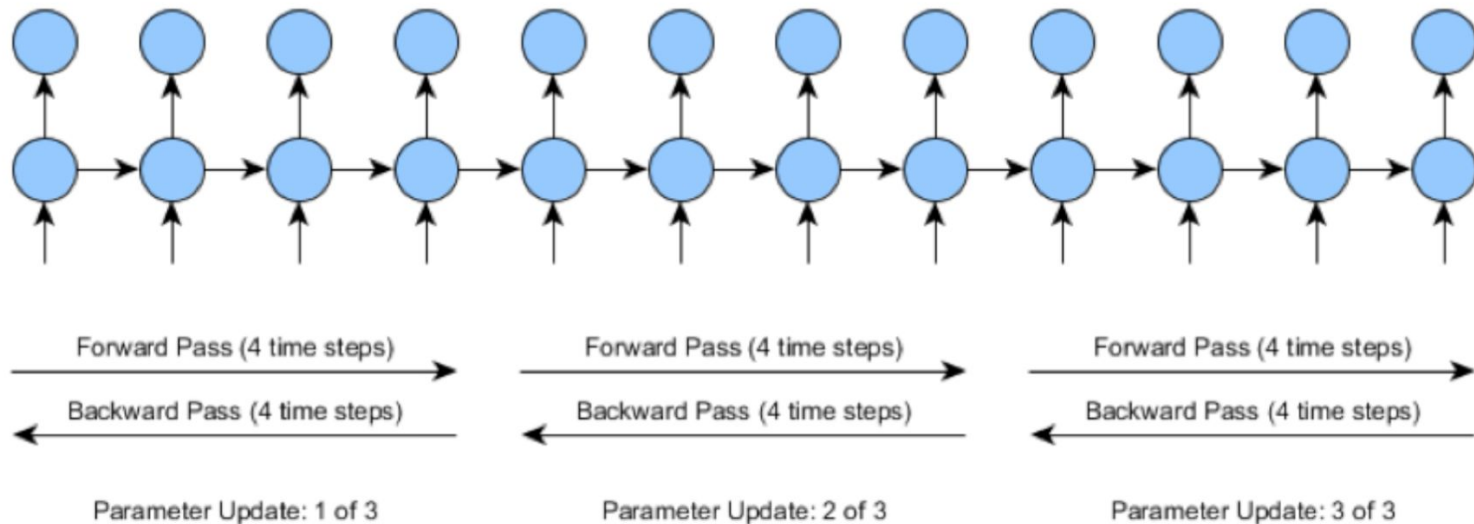 Forward Pass (4 time steps)
Forward Pass (4 time steps)
Forward Pass (4 time steps)
Backward Pass (4 time steps)
Backward Pass (4 time steps)
Backward Pass (4 time steps)
Parameter Update: 1 of 3
Parameter Update: 2 of 3
Parameter Update: 3 of 3